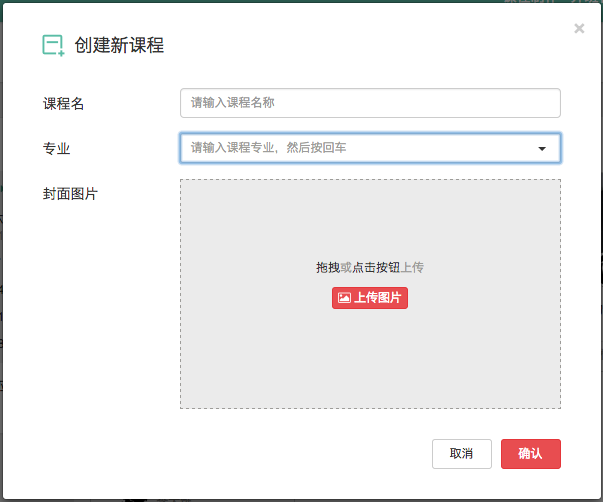 创建新课程
×
课程名
请输入课程名称
专业
请输入课程专业，然后按回车
封面图片
拖拽或点击按钮上传
上传图片
取消
确认